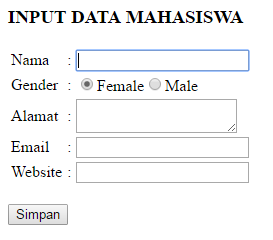 INPUT DATA MAHASISWA
Nama :
Gender : Female Male
Alamat :
Email :
Website :
Simpan